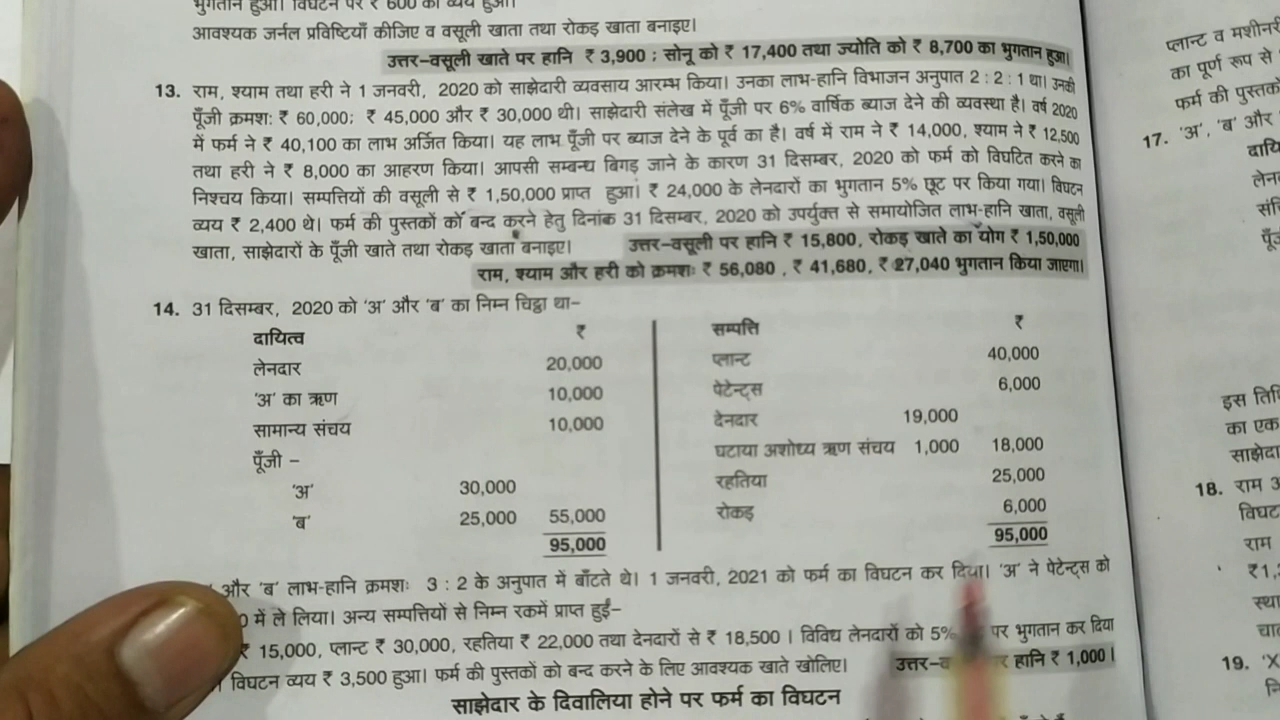 भुगतान हुआ। विघटन पर ₹ 600 का व्यय हुआ।
आवश्यक जर्नल प्रविष्टियाँ कीजिए व वसूली खाता तथा रोकड़ खाता बनाइए।
उत्तर–वसूली खाते पर हानि ₹ 3,900 ; सोनू को ₹ 17,400 तथा ज्योति को ₹ 8,700 का भुगतान हुआ।
13. राम, श्याम तथा हरी ने 1 जनवरी, 2020 को साझेदारी व्यवसाय आरम्भ किया। उनका लाभ-हानि विभाजन अनुपात 2 : 2 : 1 था। उनकी
पूँजी क्रमशः ₹ 60,000; ₹ 45,000 और ₹ 30,000 थी। साझेदारी संलेख में पूँजी पर 6% वार्षिक ब्याज देने की व्यवस्था है। वर्ष 2020
में फर्म ने ₹ 40,100 का लाभ अर्जित किया। यह लाभ पूँजी पर ब्याज देने के पूर्व का है। वर्ष में राम ने ₹ 14,000, श्याम ने ₹ 12,500
तथा हरी ने ₹ 8,000 का आहरण किया। आपसी सम्बन्ध बिगड़ जाने के कारण 31 दिसम्बर, 2020 को फर्म को विघटित करने का
निश्चय किया। सम्पत्तियों की वसूली से ₹ 1,50,000 प्राप्त हुआ। ₹ 24,000 के लेनदारों का भुगतान 5% छूट पर किया गया। विघटन
व्यय ₹ 2,400 थे। फर्म की पुस्तकों को बन्द करने हेतु दिनांक 31 दिसम्बर, 2020 को उपर्युक्त से समायोजित लाभ-हानि खाता, वसूली
खाता, साझेदारों के पूँजी खाते तथा रोकड़ खाता बनाइए। उत्तर–वसूली पर हानि ₹ 15,800, रोकड़ खाते का योग ₹ 1,50,000
राम, श्याम और हरी को क्रमशः ₹ 56,080 , ₹ 41,680, ₹ 27,040 भुगतान किया जाएगा।
14. 31 दिसम्बर, 2020 को 'अ' और 'ब' का निम्न चिट्ठा था–
दायित्व ₹ सम्पत्ति ₹
लेनदार 20,000 प्लान्ट 40,000
'अ' का ऋण 10,000 पेटेन्ट्स 6,000
सामान्य संचय 10,000 देनदार 19,000
पूँजी – घटाया अशोध्य ऋण संचय 1,000 18,000
'अ' 30,000 रहतिया 25,000
'ब' 25,000 55,000 रोकड़ 6,000
95,000 95,000
और 'ब' लाभ-हानि क्रमशः 3 : 2 के अनुपात में बाँटते थे। 1 जनवरी, 2021 को फर्म का विघटन कर दिया। 'अ' ने पेटेन्ट्स को
में ले लिया। अन्य सम्पत्तियों से निम्न रकमें प्राप्त हुईं–
₹ 15,000, प्लान्ट ₹ 30,000, रहतिया ₹ 22,000 तथा देनदारों से ₹ 18,500 । विविध लेनदारों को 5% पर भुगतान कर दिया
विघटन व्यय ₹ 3,500 हुआ। फर्म की पुस्तकों को बन्द करने के लिए आवश्यक खाते खोलिए। हानि ₹ 1,000 ।
साझेदार के दिवालिया होने पर फर्म का विघटन
प्लान्ट व मशीनरी
का पूर्ण रूप से
फर्म की पुस्तक
17. 'अ', 'ब' और
इस तिथि
का एक
18. राम
विघट
राम
19. 'X